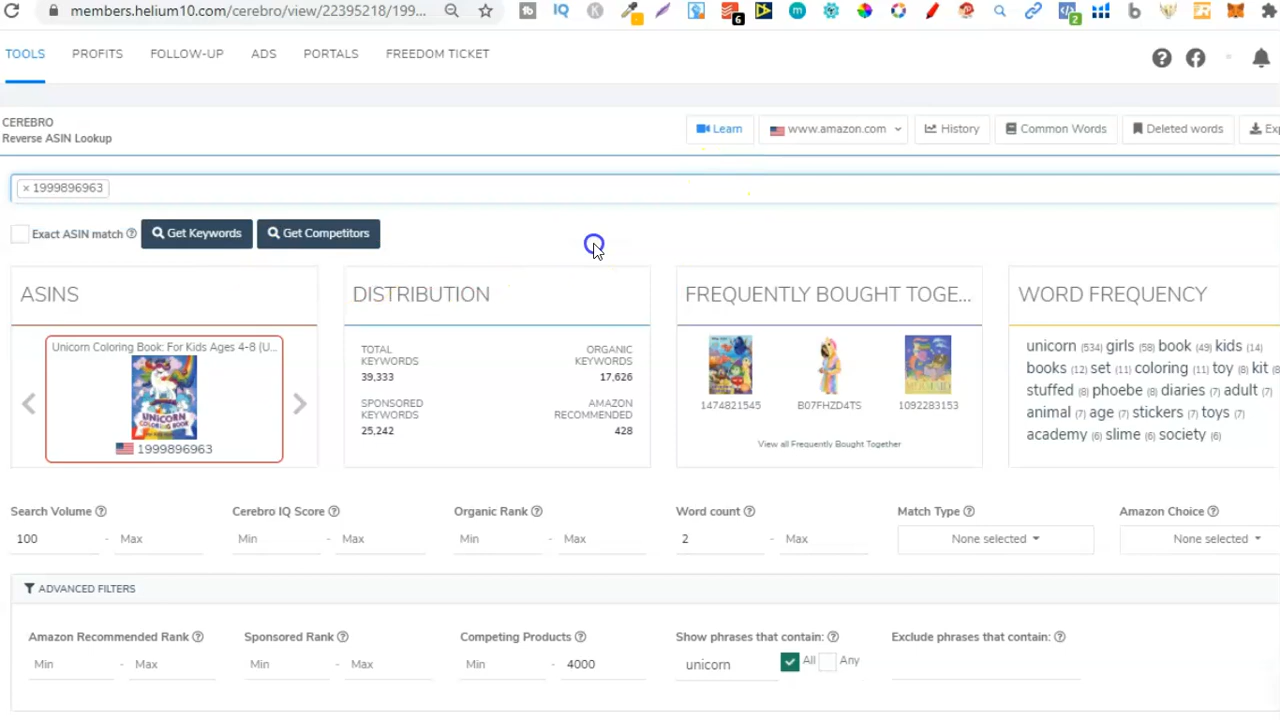 members.helium10.com/cerebro/view/22395218/199...
6
2
TOOLS PROFITS FOLLOW-UP ADS PORTALS FREEDOM TICKET
CEREBRO
Reverse ASIN Lookup
Learn www.amazon.com History Common Words Deleted words Exp
× 1999896963
Exact ASIN match Get Keywords Get Competitors
ASINS
Unicorn Coloring Book: For Kids Ages 4-8 (U...
UNICORN
COLORING BOOK
1999896963
DISTRIBUTION
TOTAL KEYWORDS
39,333
ORGANIC KEYWORDS
17,626
SPONSORED KEYWORDS
25,242
AMAZON RECOMMENDED
428
FREQUENTLY BOUGHT TOGE...
1474821545 B07FHZD4TS 1092283153
View all Frequently Bought Together
WORD FREQUENCY
unicorn (534) girls (58) book (49) kids (14)
books (12) set (11) coloring (11) toy (8) kit (8
stuffed (8) phoebe (8) diaries (7) adult (7)
animal (7) age (7) stickers (7) toys (7)
academy (6) slime (6) society (6)
Search Volume Cerebro IQ Score Organic Rank Word count Match Type Amazon Choice
100 - Max Min - Max Min - Max 2 - Max None selected None selected
ADVANCED FILTERS
Amazon Recommended Rank Sponsored Rank Competing Products Show phrases that contain: Exclude phrases that contain:
Min - Max Min - Max Min - 4000 unicorn All Any